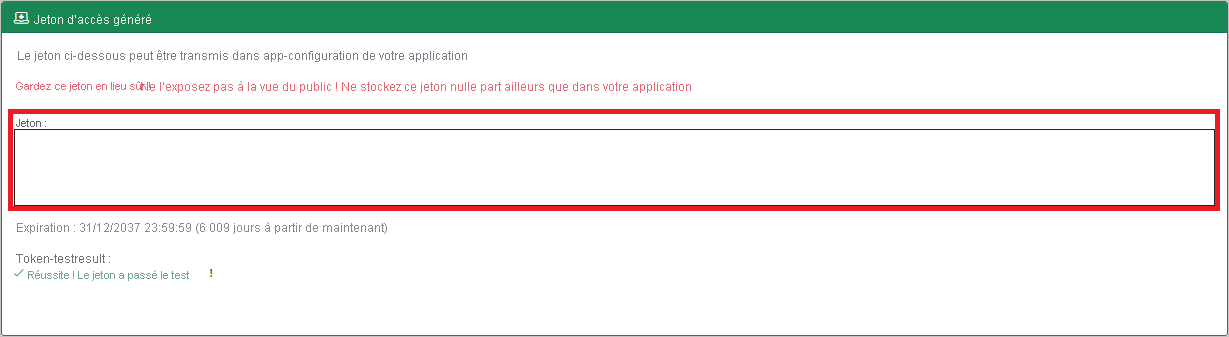 Jeton d'accès généré
Le jeton ci-dessous peut être transmis dans app-configuration de votre application
Gardez ce jeton en lieu sûr ! Ne l'exposez pas à la vue du public ! Ne stockez ce jeton nulle part ailleurs que dans votre application
Jeton :
Expiration : 31/12/2037 23:59:59 (6 009 jours à partir de maintenant)
Token-testresult :
Réussite ! Le jeton a passé le test !